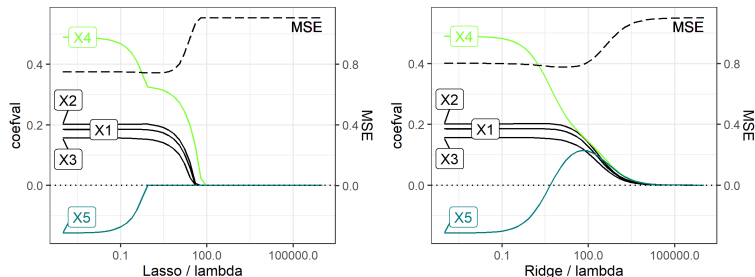 MSE
X4
0.4
0.8
X2
coefval
0.2
X1
0.4
MSE
X3
0.0
0.0
X5
0.1
100.0
100000.0
Lasso / lambda
MSE
X4
0.4
0.8
X2
coefval
0.2
X1
0.4
MSE
X3
0.0
0.0
X5
0.1
100.0
100000.0
Ridge / lambda